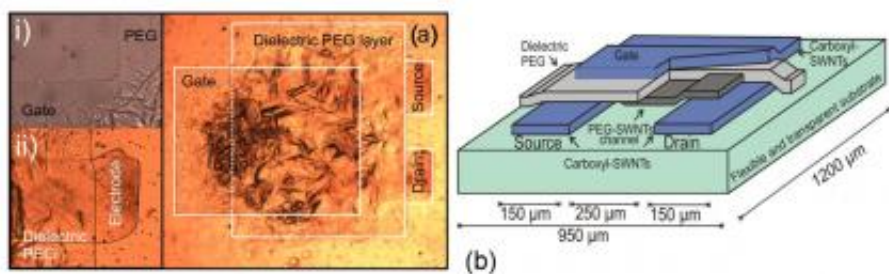 i)
PEG
Gate
ii)
Electrode
Dielectric
PEG
(a)
Dielectric PEG layer
Gate
Source
Drain
Dielectric
PEG
Gate
Carboxyl-
SWNTs
PEG-SWNTs
channel
Source
Drain
Carboxyl-SWNTs
Flexible and transparent substrate
150 µm
250 µm
150 µm
950 µm
1200 µm
(b)